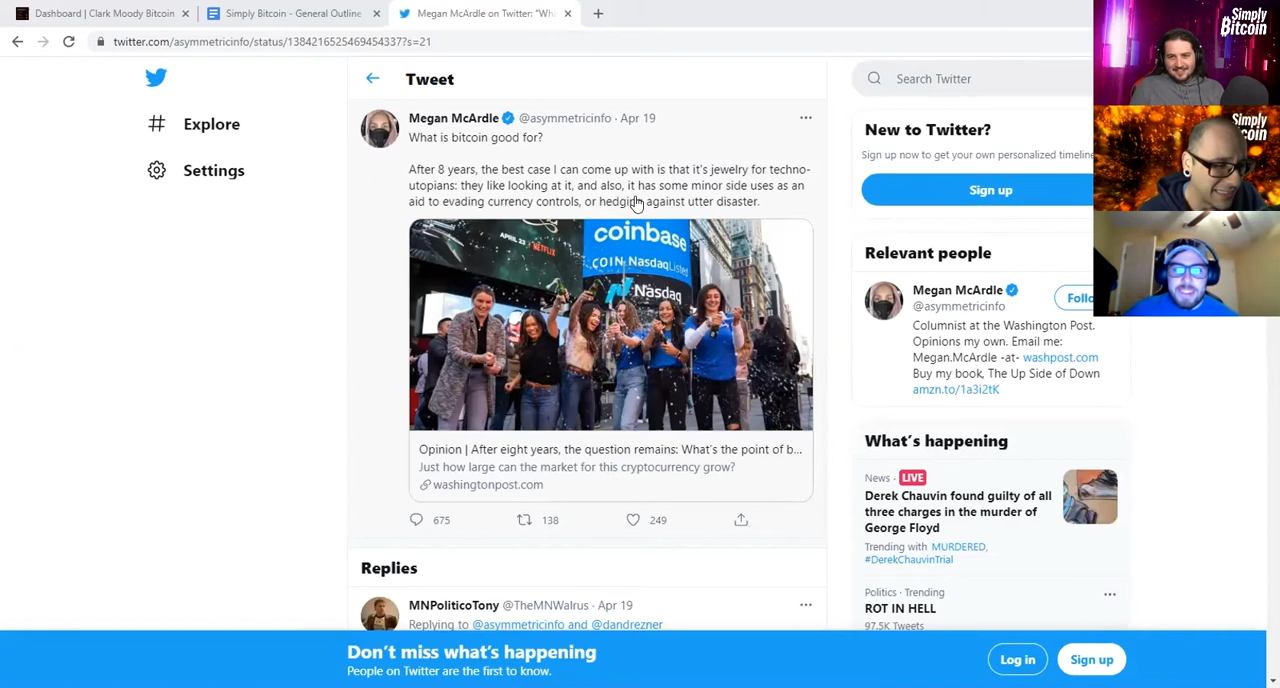 Dashboard | Clark Moody Bitcoin
Simply Bitcoin - General Outline
Megan McArdle on Twitter: "Wha
twitter.com/asymmetricinfo/status/1384216525469454337?s=21
Simply
Bitcoin
Simply
Bitcoin
Explore
Settings
Tweet
Megan McArdle @asymmetricinfo · Apr 19
What is bitcoin good for?
After 8 years, the best case I can come up with is that it's jewelry for techno-
utopians: they like looking at it, and also, it has some minor side uses as an
aid to evading currency controls, or hedging against utter disaster.
APRIL 23
NETFLIX
coinbase
COIN Nasdaq Listed
Nasdaq
Opinion | After eight years, the question remains: What's the point of b...
Just how large can the market for this cryptocurrency grow?
washingtonpost.com
675 138 249
Replies
MNPoliticoTony @TheMNWalrus · Apr 19
Replying to @asymmetricinfo and @dandrezner
Search Twitter
New to Twitter?
Sign up now to get your own personalized timeline
Sign up
Relevant people
Megan McArdle
@asymmetricinfo
Follo
Columnist at the Washington Post.
Opinions my own. Email me:
Megan.McArdle -at- washpost.com
Buy my book, The Up Side of Down
amzn.to/1a3i2tK
What's happening
News · LIVE
Derek Chauvin found guilty of all
three charges in the murder of
George Floyd
Trending with MURDERED,
#DerekChauvinTrial
Politics · Trending
ROT IN HELL
97.5K Tweets
Don't miss what's happening
People on Twitter are the first to know.
Log in
Sign up